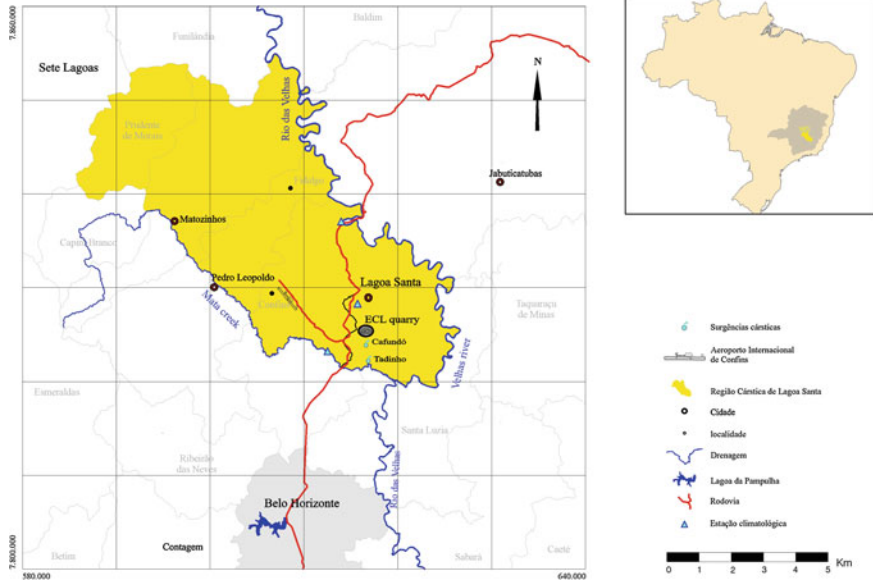 7.860.000
Baldim
Funilândia
Sete Lagoas
Rio das Velhas
N
Prudente
de Morais
Fidalgo
Jabuticatubas
Matozinhos
Capim Branco
Pedro Leopoldo
Confins
Lagoa Santa
Mata creek
ECL quarry
Taquaraçu
de Minas
Cafundó
Tadinho
Velhas river
Esmeraldas
Santa Luzia
Ribeirão
das Neves
Rio das Velhas
Belo Horizonte
Contagem
Betim
Sabará
Caeté
7.800.000
580.000
640.000
Surgências cársticas
Aeroporto Internacional
de Confins
Região Cárstica de Lagoa Santa
Cidade
localidade
Drenagem
Lagoa da Pampulha
Rodovia
Estação climatológica
0 1 2 3 4 5 Km